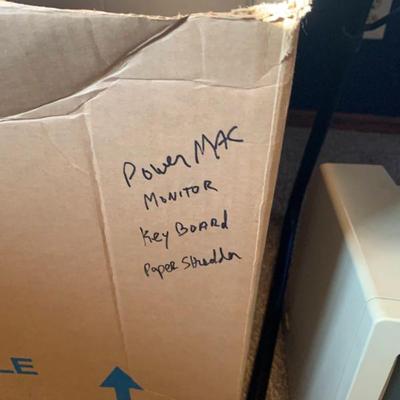 Power MAC
MONITOR
Key BOARD
Paper Shredder
LE